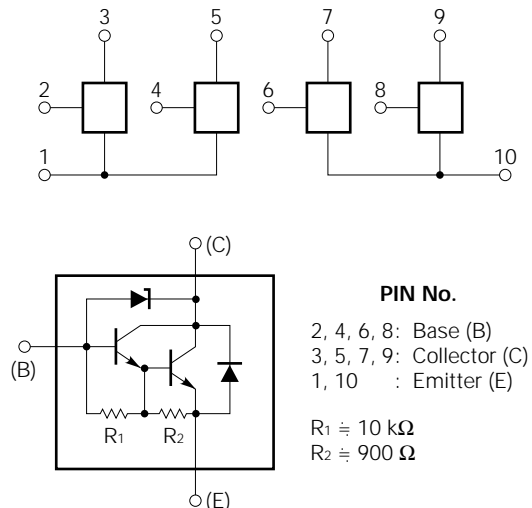 3 5 7 9
2 4 6 8
1 10
(C)
(B)
R1 R2
(E)
PIN No.
2, 4, 6, 8: Base (B)
3, 5, 7, 9: Collector (C)
1, 10 : Emitter (E)
R1 ≒ 10 kΩ
R2 ≒ 900 Ω